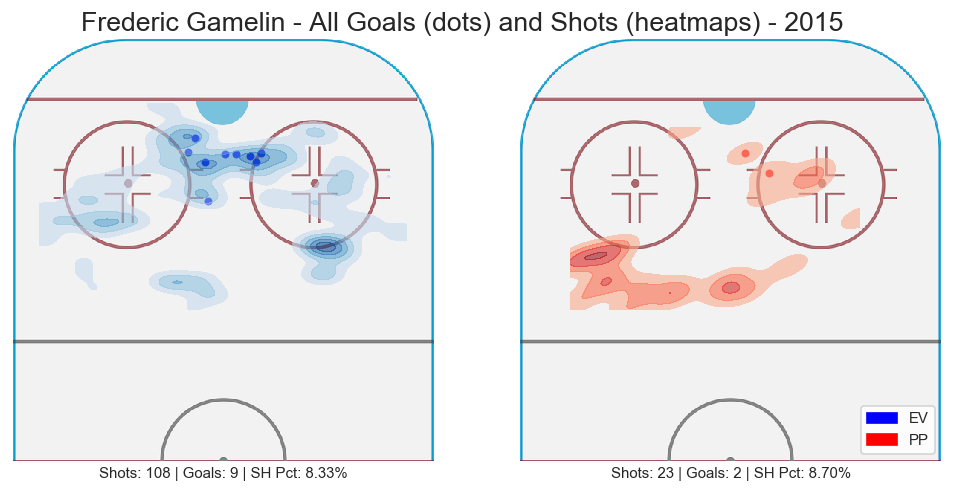 Frederic Gamelin - All Goals (dots) and Shots (heatmaps) - 2015
EV
PP
Shots: 108 | Goals: 9 | SH Pct: 8.33%
Shots: 23 | Goals: 2 | SH Pct: 8.70%